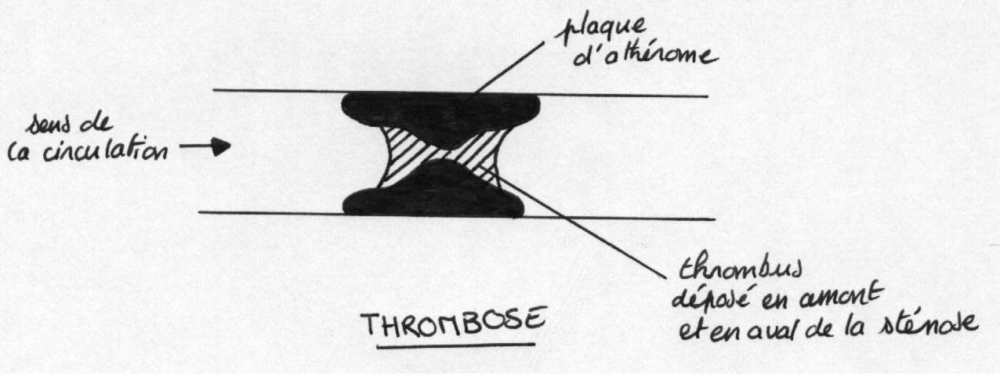 plaque
d'athérome
sens de
la circulation
thrombus
déposé en amont
et en aval de la sténose
THROMBOSE